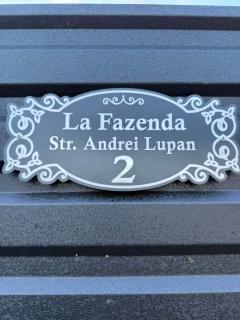 La Fazenda
Str. Andrei Lupan
2